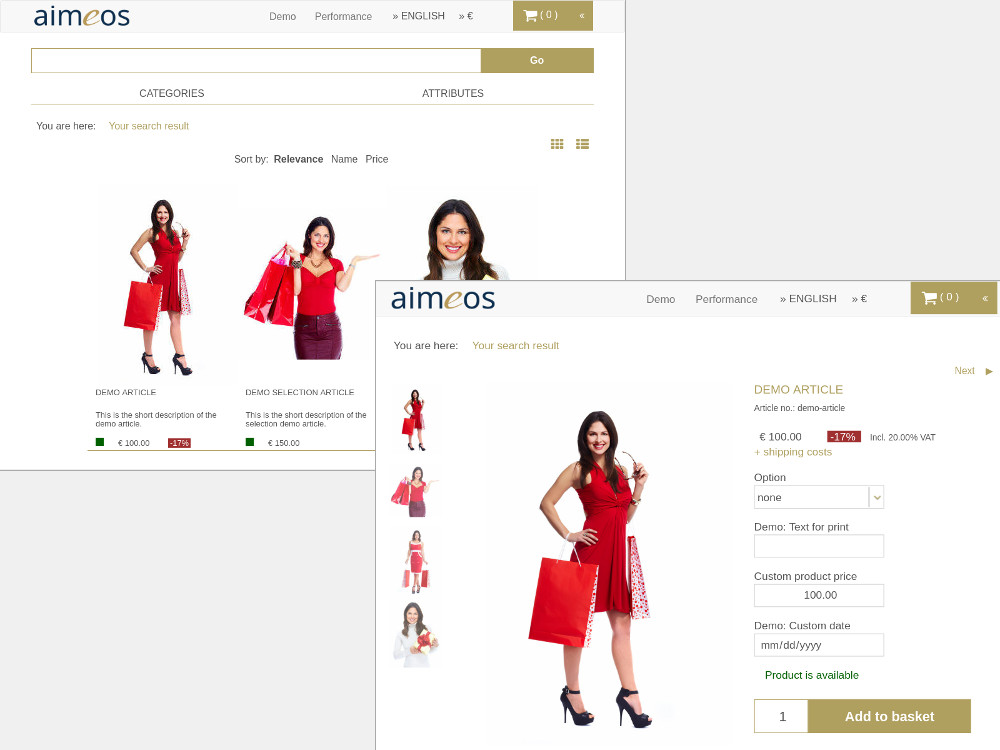 aimeos
Demo Performance » ENGLISH » € ( 0 ) «
Go
CATEGORIES ATTRIBUTES
You are here: Your search result
Sort by: Relevance Name Price
DEMO ARTICLE
This is the short description of the
demo article.
€ 100.00 -17%
DEMO SELECTION ARTICLE
This is the short description of the
selection demo article.
€ 150.00
aimeos
Demo Performance » ENGLISH » € ( 0 ) «
You are here: Your search result
Next ▶
DEMO ARTICLE
Article no.: demo-article
€ 100.00 -17% Incl. 20.00% VAT
+ shipping costs
Option
none
Demo: Text for print
Custom product price
100.00
Demo: Custom date
mm/dd/yyyy
Product is available
1 Add to basket